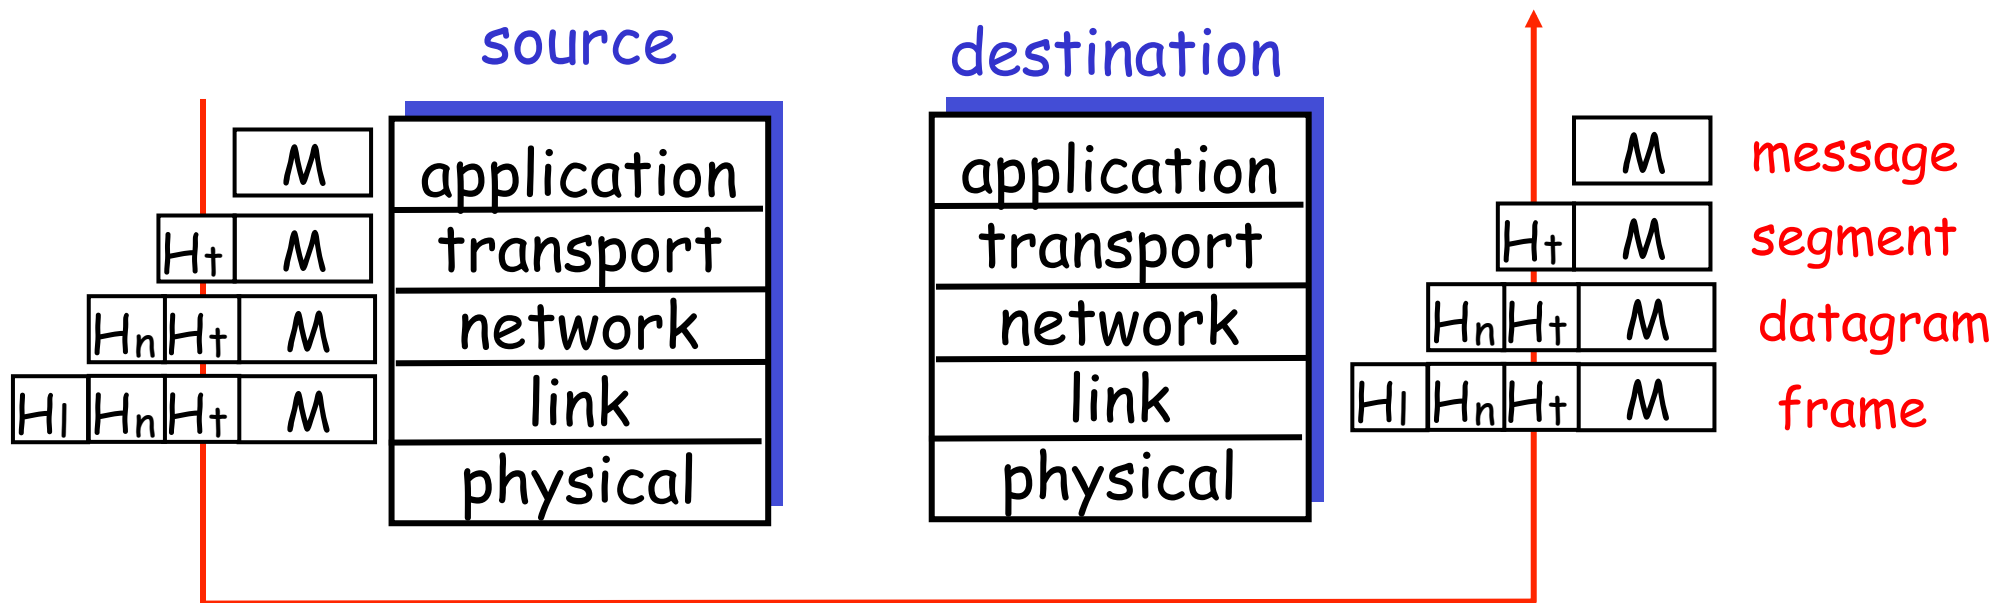 source destination
M application application M message
Ht M transport transport Ht M segment
Hn Ht M network network Hn Ht M datagram
Hl Hn Ht M link link Hl Hn Ht M frame
physical physical